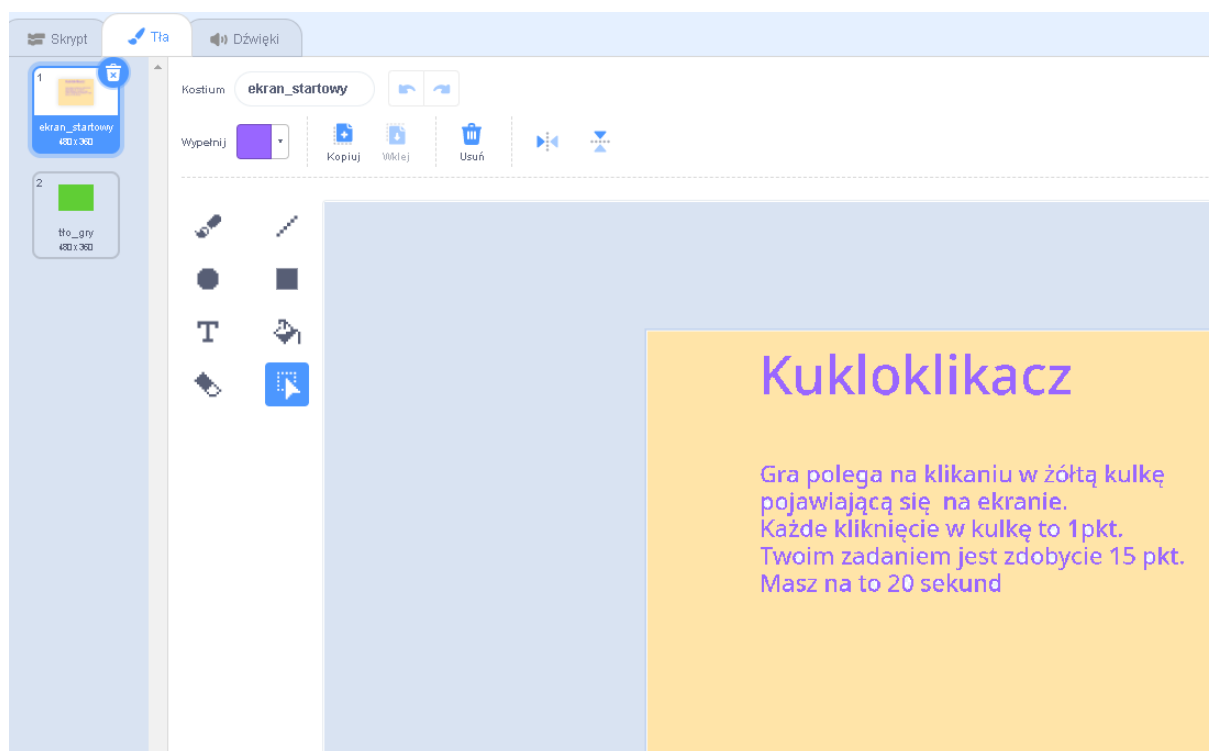 Skrypt
Tła
Dźwięki
1
ekran_startowy
480 x 360
2
tło_gry
480 x 360
Kostium
ekran_startowy
Wypełnij
Kopiuj
Wklej
Usuń
T
Kukloklikacz
Gra polega na klikaniu w żółtą kulkę
pojawiającą się na ekranie.
Każde kliknięcie w kulkę to 1pkt.
Twoim zadaniem jest zdobycie 15 pkt.
Masz na to 20 sekund